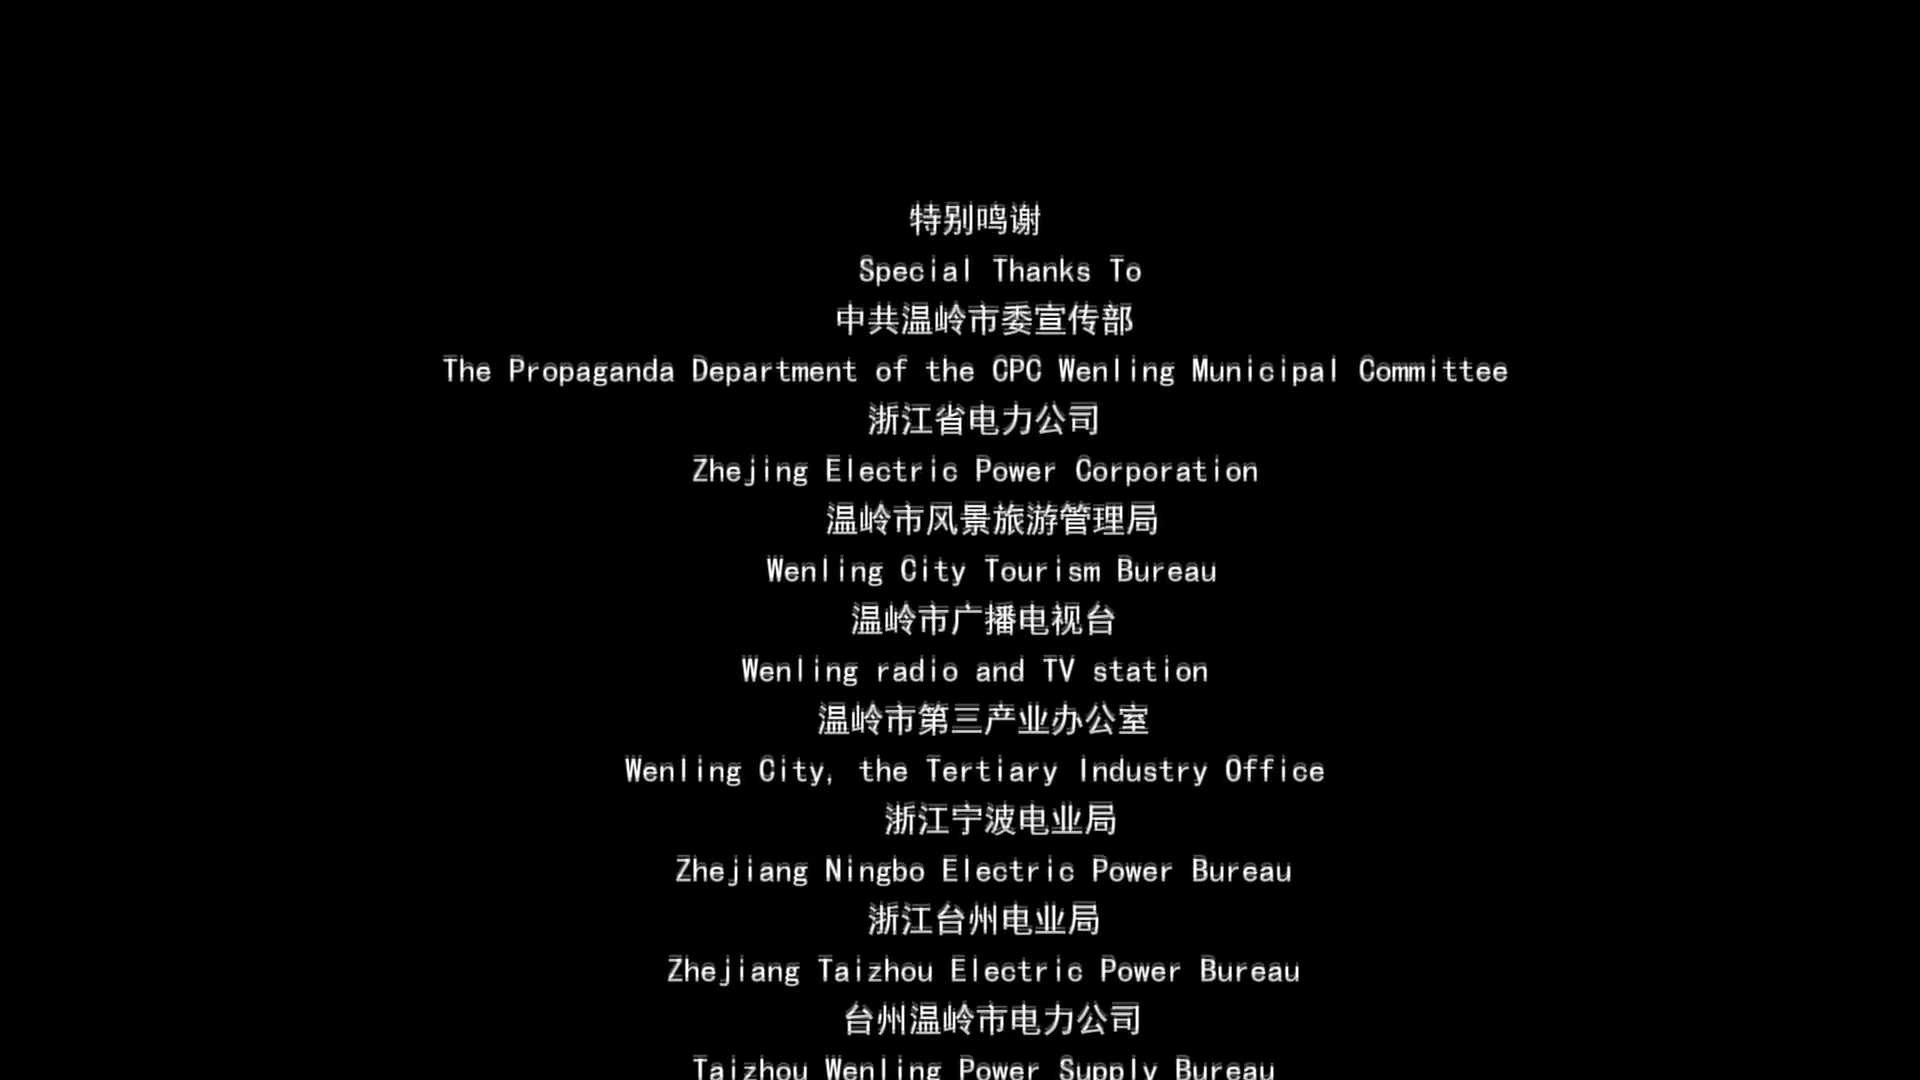 特别鸣谢
Special Thanks To
中共温岭市委宣传部
The Propaganda Department of the CPC Wenling Municipal Committee
浙江省电力公司
Zhejing Electric Power Corporation
温岭市风景旅游管理局
Wenling City Tourism Bureau
温岭市广播电视台
Wenling radio and TV station
温岭市第三产业办公室
Wenling City, the Tertiary Industry Office
浙江宁波电业局
Zhejiang Ningbo Electric Power Bureau
浙江台州电业局
Zhejiang Taizhou Electric Power Bureau
台州温岭市电力公司
Taizhou Wenling Power Supply Bureau